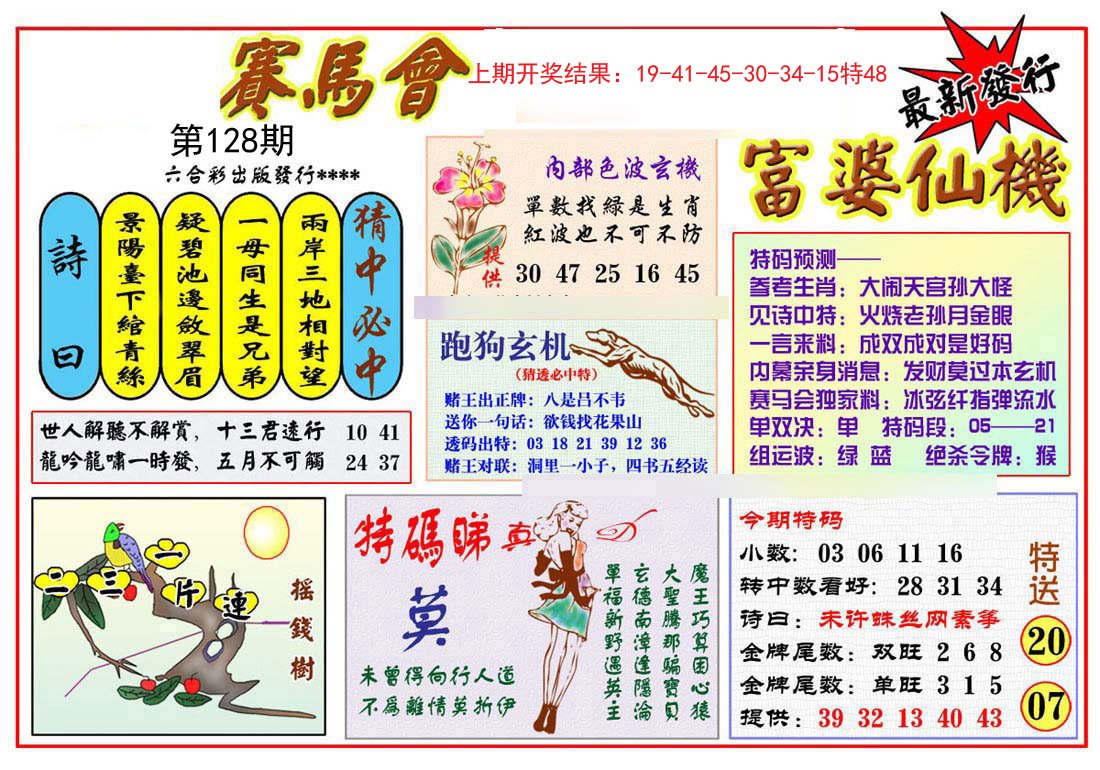 賽馬會
上期开奖结果：19-41-45-30-34-15特48
最新發行
第128期
六合彩出版發行****
富婆仙機
詩曰
景陽臺下綰青絲
疑碧池邊斂翠眉
一母同生是兄弟
兩岸三地相對望
猜中必中
世人解聽不解賞，十三君遠行 10 41
龍吟龍嘯一時發，五月不可觸 24 37
内部色波玄機
單數找緑是生肖
紅波也不可不防
提供
30 47 25 16 45
跑狗玄机
（猜透必中特）
赌王出正牌：八是吕不韦
送你一句话：欲钱找花果山
透码出特：03 18 21 39 12 36
赌王对联：洞里一小子，四书五经读
特码预测——
参考生肖：大闹天宫孙大怪
见诗中特：火烧老孙月金眼
一言来料：成双成对是好码
内幕亲身消息：发财莫过本玄机
赛马会独家料：冰弦纤指弹流水
单双决：单 特码段：05——21
组运波：绿 蓝 绝杀令牌：猴
一
二三
片
連
摇錢樹
特碼睇真D
莫
未曾得向行人道
不爲離情莫折伊
魔王巧算困心猿
大聖騰那騙寶貝
玄德南漳逢隱淪
單福新野遇英主
今期特码
小数：03 06 11 16
转中数看好：28 31 34
诗曰：未许蛛丝网素筝
金牌尾数：双旺 2 6 8
金牌尾数：单旺 3 1 5
提供：39 32 13 40 43
特送
20
07